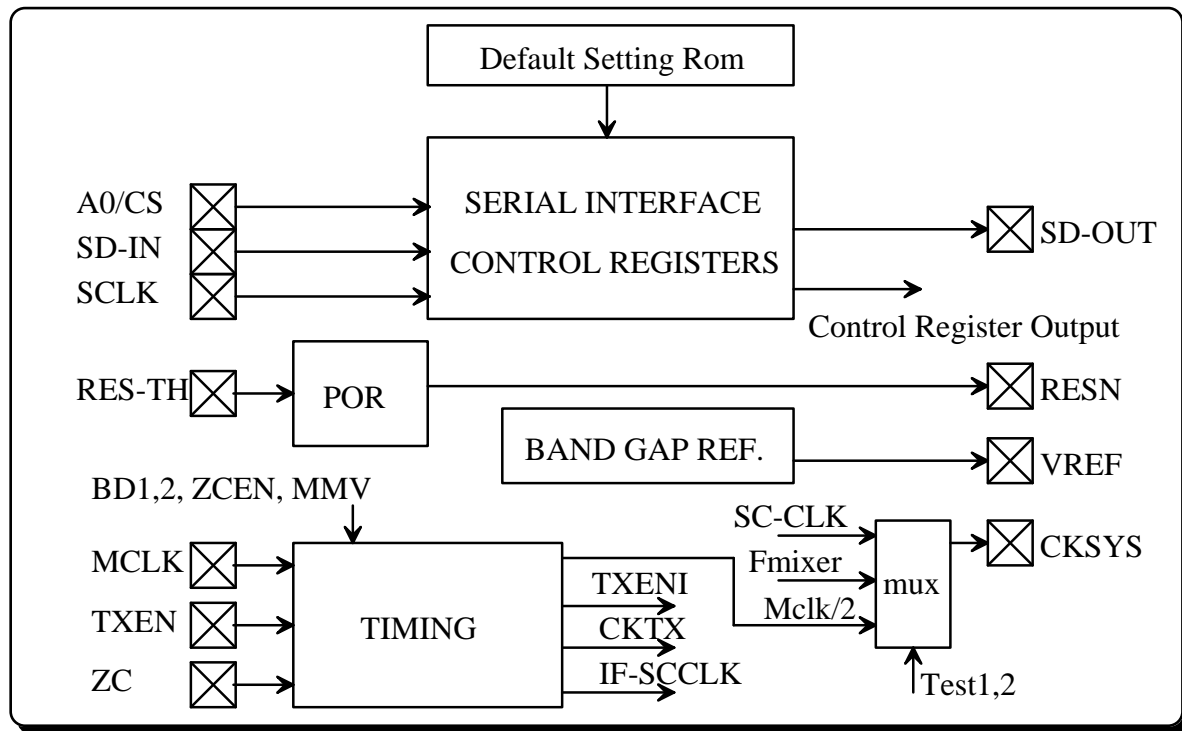 Default Setting Rom
A0/CS
SD-IN
SCLK
SERIAL INTERFACE
CONTROL REGISTERS
SD-OUT
Control Register Output
RES-TH
POR
RESN
BAND GAP REF.
VREF
BD1,2, ZCEN, MMV
SC-CLK
Fmixer
Mclk/2
mux
CKSYS
MCLK
TXEN
ZC
TIMING
TXENI
CKTX
IF-SCCLK
Test1,2